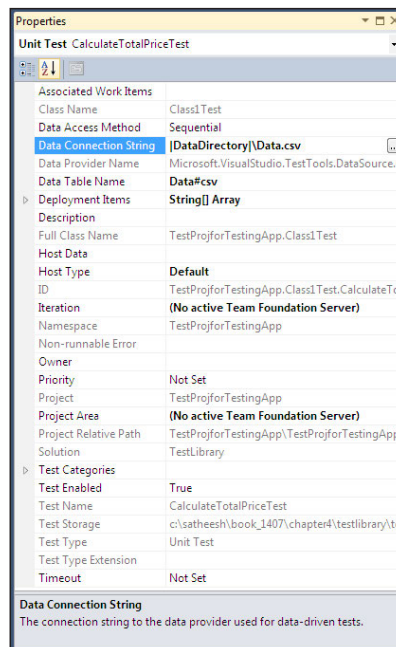 Properties
Unit Test CalculateTotalPriceTest
Associated Work Items
Class Name Class1Test
Data Access Method Sequential
Data Connection String |DataDirectory|\Data.csv ...
Data Provider Name Microsoft.VisualStudio.TestTools.DataSource.
Data Table Name Data#csv
Deployment Items String[] Array
Description
Full Class Name TestProjforTestingApp.Class1Test
Host Data
Host Type Default
ID TestProjforTestingApp.Class1Test.CalculateTo
Iteration (No active Team Foundation Server)
Namespace TestProjforTestingApp
Non-runnable Error
Owner
Priority Not Set
Project TestProjforTestingApp
Project Area (No active Team Foundation Server)
Project Relative Path TestProjforTestingApp\TestProjforTestingApp
Solution TestLibrary
Test Categories
Test Enabled True
Test Name CalculateTotalPriceTest
Test Storage c:\satheesh\book_1407\chapter4\testlibrary\te
Test Type Unit Test
Test Type Extension
Timeout Not Set
Data Connection String
The connection string to the data provider used for data-driven tests.